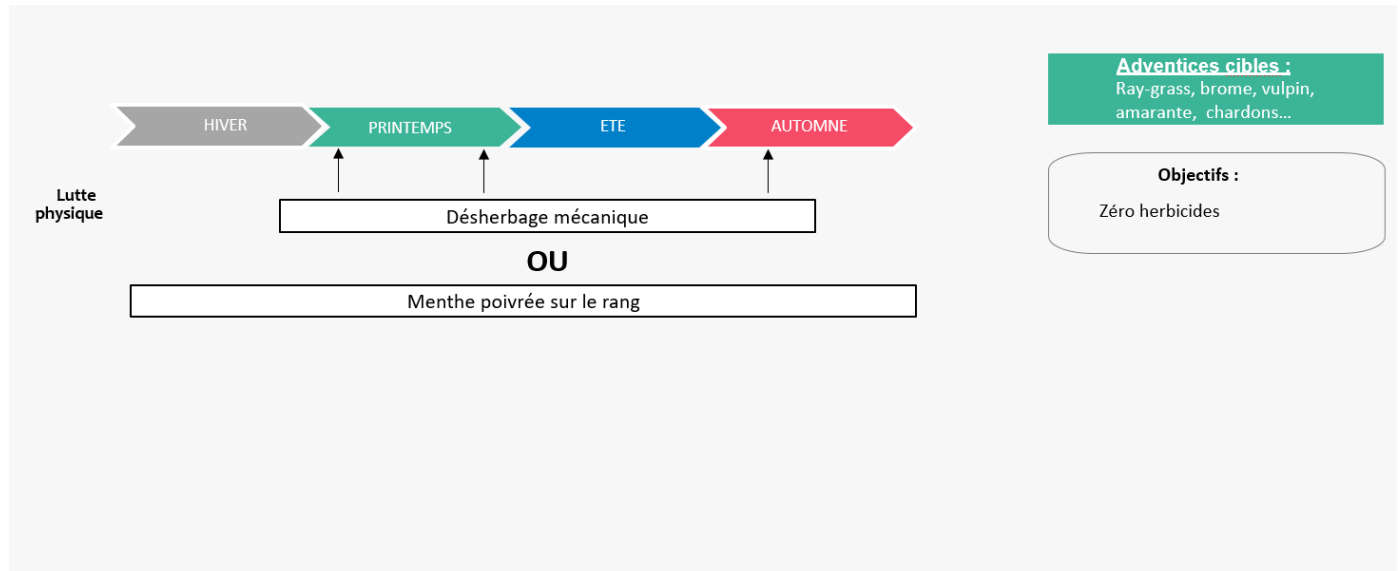 HIVER
PRINTEMPS
ETE
AUTOMNE
Lutte
physique
Désherbage mécanique
OU
Menthe poivrée sur le rang
Adventices cibles :
Ray-grass, brome, vulpin,
amarante, chardons...
Objectifs :
Zéro herbicides